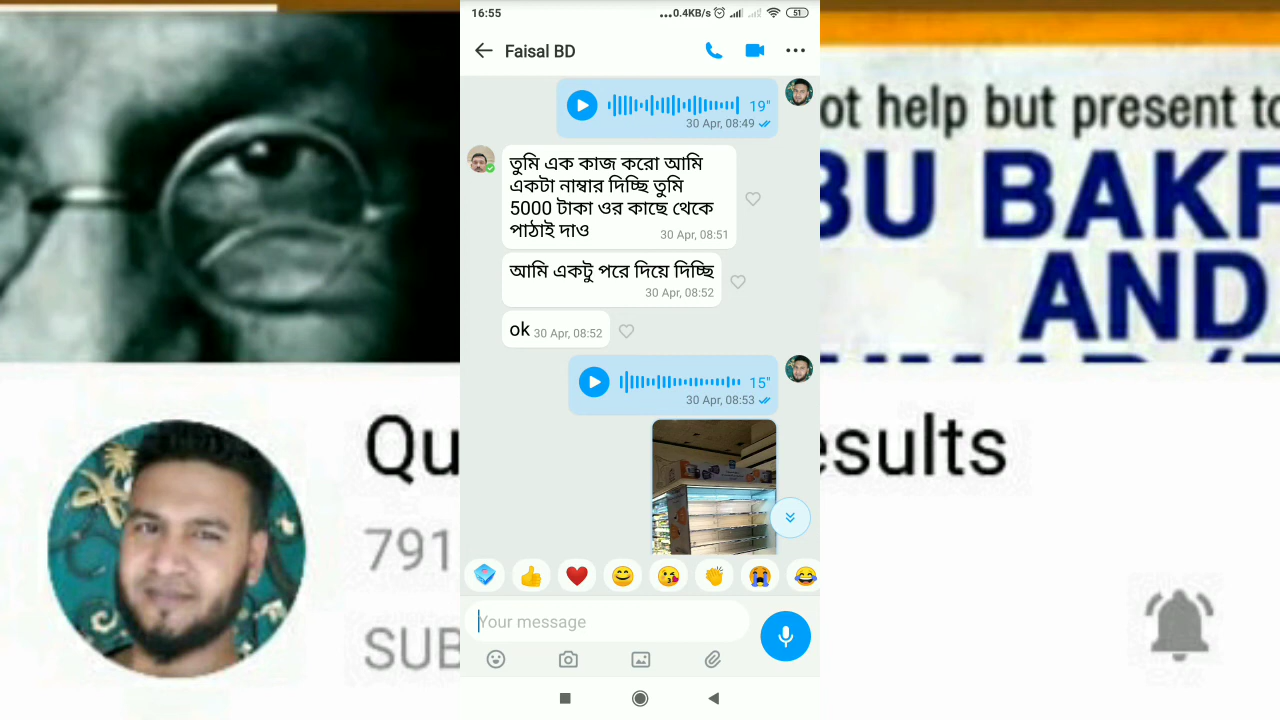 16:55
...0.4KB/s
51
Faisal BD
19"
30 Apr, 08:49
তুমি এক কাজ করো আমি
একটা নাম্বার দিচ্ছি তুমি
5000 টাকা ওর কাছে থেকে
পাঠাই দাও
30 Apr, 08:51
আমি একটু পরে দিয়ে দিচ্ছি
30 Apr, 08:52
ok 30 Apr, 08:52
15"
30 Apr, 08:53
Your message
ot help but present to
BU BAKR
AND
Qu
esults
791
SUB